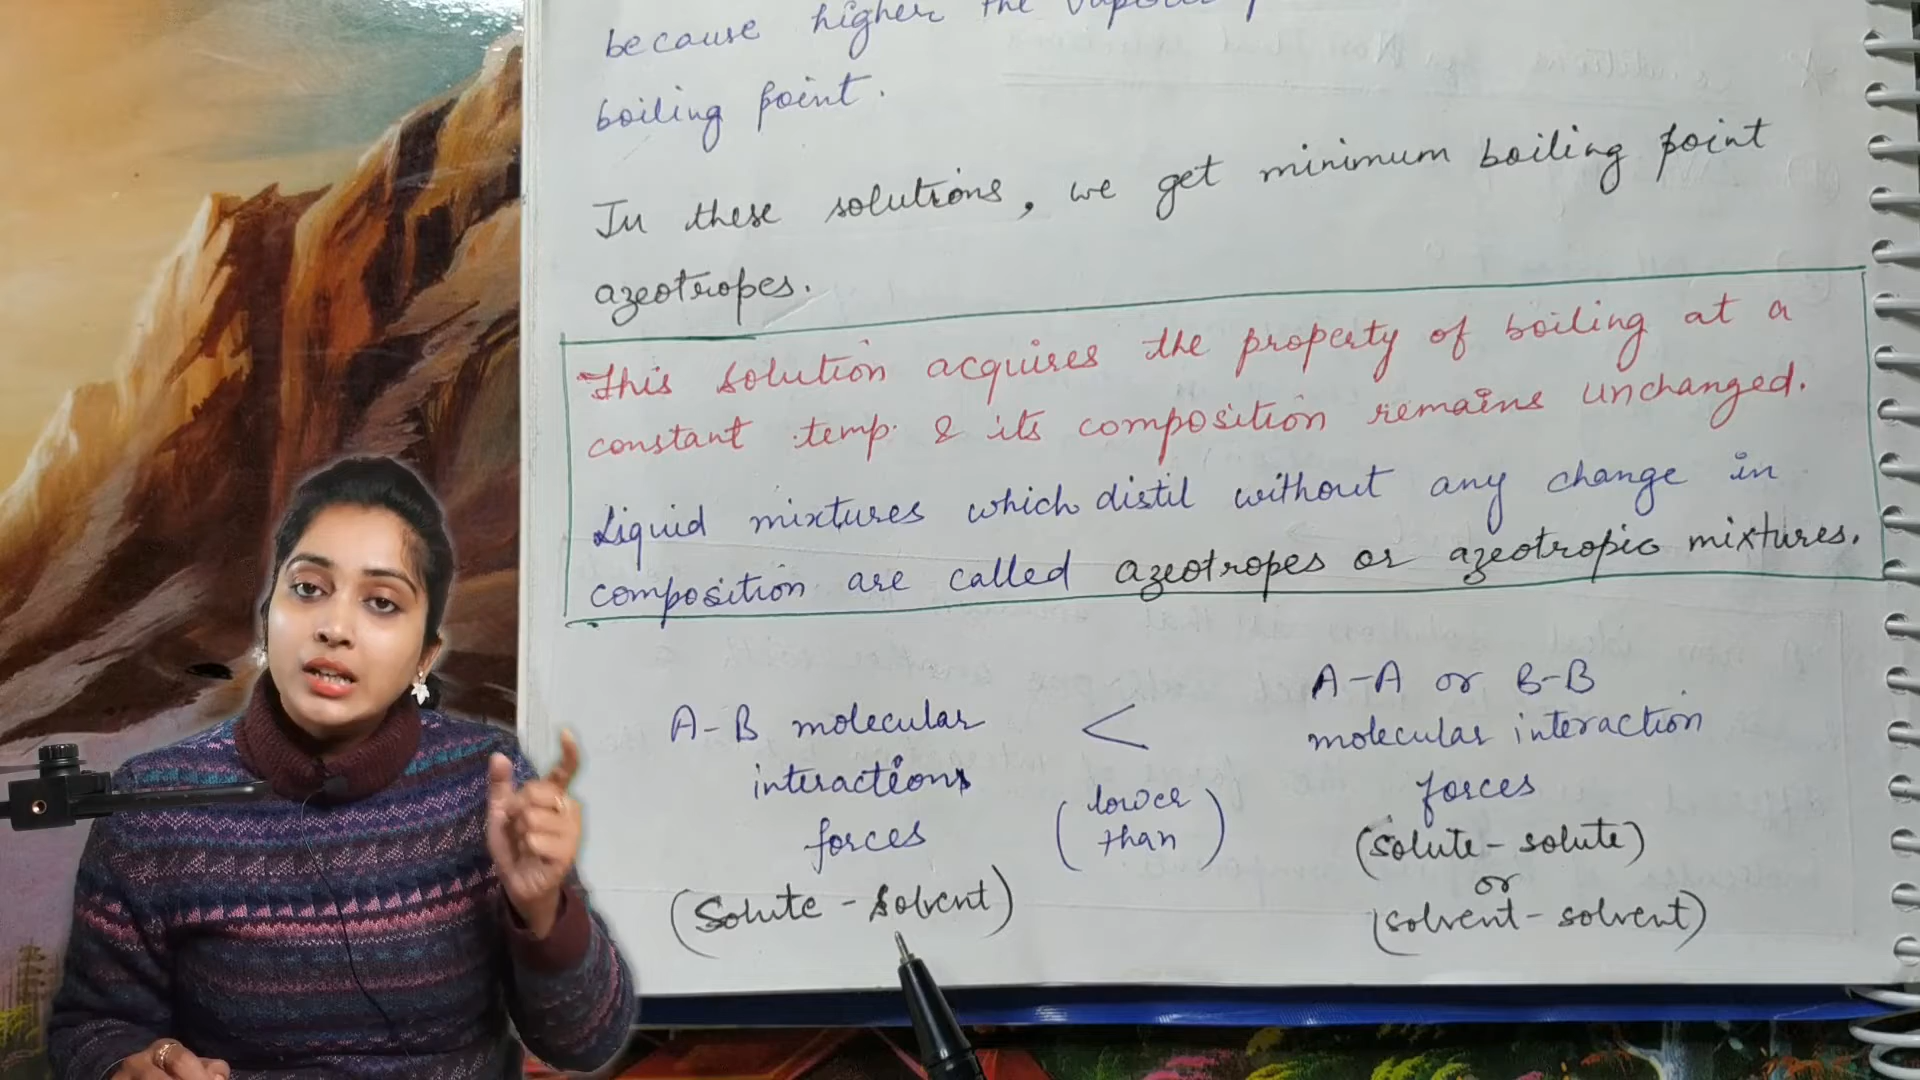 because higher the vapour
boiling point.
In these solutions, we get minimum boiling point
azeotropes.
This solution acquires the property of boiling at a
constant temp. & its composition remains unchanged.
Liquid mixtures which distil without any change in
composition are called azeotropes or azeotropic mixtures.
A-B molecular
interactions
forces
(Solute - Solvent)
<
(lower
than)
A-A or B-B
molecular interaction
forces
(Solute - solute)
or
(solvent - solvent)